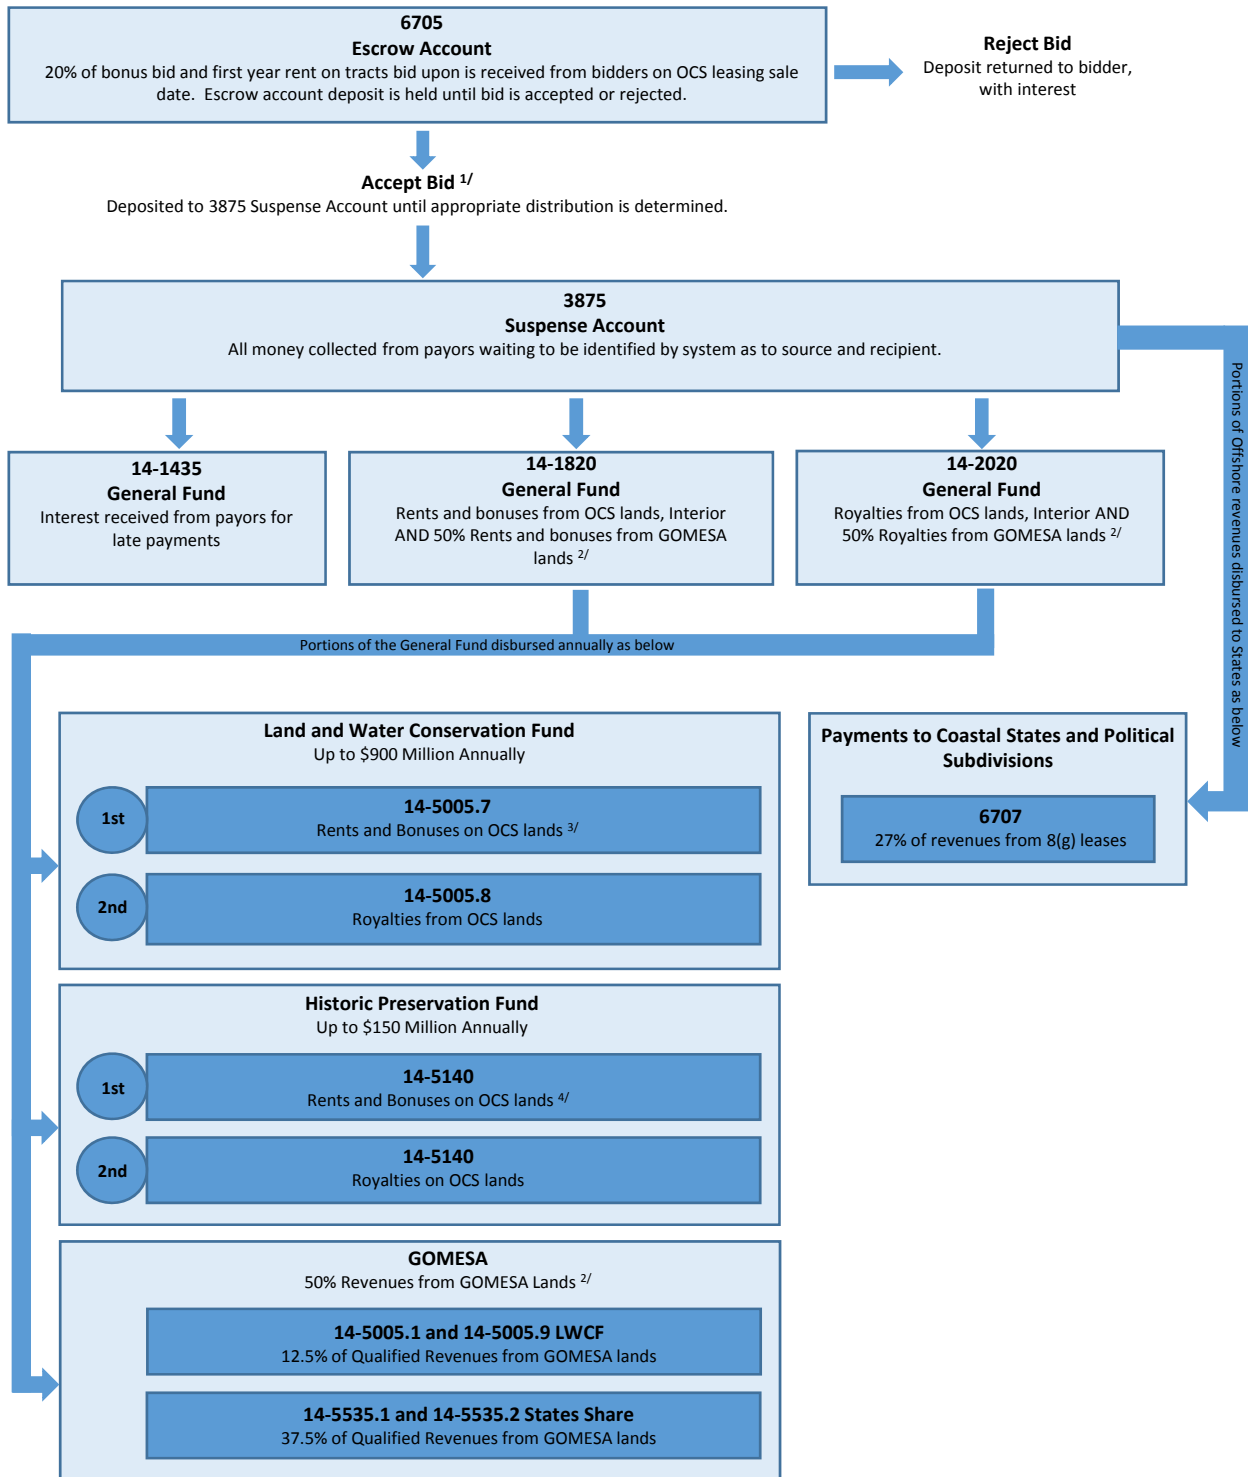 6705
Escrow Account
20% of bonus bid and first year rent on tracts bid upon is received from bidders on OCS leasing sale
date.  Escrow account deposit is held until bid is accepted or rejected.
Reject Bid
Deposit returned to bidder,
with interest
Accept Bid 1/
Deposited to 3875 Suspense Account until appropriate distribution is determined.
3875
Suspense Account
All money collected from payors waiting to be identified by system as to source and recipient.
14-1435
General Fund
Interest received from payors for
late payments
14-1820
General Fund
Rents and bonuses from OCS lands, Interior
AND 50% Rents and bonuses from GOMESA
lands 2/
14-2020
General Fund
Royalties from OCS lands, Interior AND
50% Royalties from GOMESA lands 2/
Portions of Offshore revenues disbursed to States as below
Portions of the General Fund disbursed annually as below
Land and Water Conservation Fund
Up to $900 Million Annually
1st
14-5005.7
Rents and Bonuses on OCS lands 3/
2nd
14-5005.8
Royalties from OCS lands
Payments to Coastal States and Political
Subdivisions
6707
27% of revenues from 8(g) leases
Historic Preservation Fund
Up to $150 Million Annually
1st
14-5140
Rents and Bonuses on OCS lands 4/
2nd
14-5140
Royalties on OCS lands
GOMESA
50% Revenues from GOMESA Lands 2/
14-5005.1 and 14-5005.9 LWCF
12.5% of Qualified Revenues from GOMESA lands
14-5535.1 and 14-5535.2 States Share
37.5% of Qualified Revenues from GOMESA lands